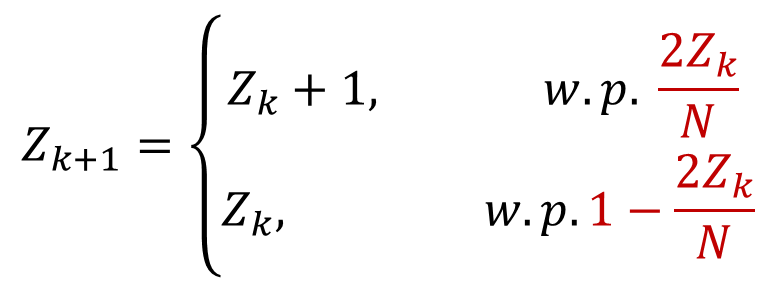 Z_{k+1} = { Z_k + 1, w.p. 2Z_k/N
Z_k, w.p. 1 − 2Z_k/N